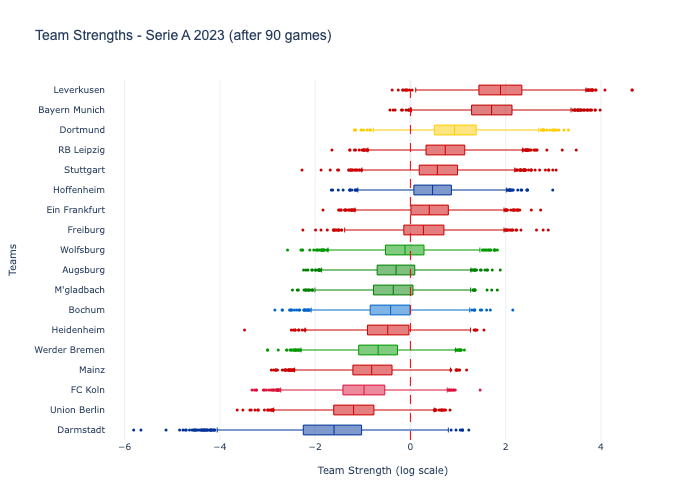 Team Strengths - Serie A 2023 (after 90 games)
Leverkusen
Bayern Munich
Dortmund
RB Leipzig
Stuttgart
Hoffenheim
Ein Frankfurt
Freiburg
Wolfsburg
Augsburg
M'gladbach
Bochum
Heidenheim
Werder Bremen
Mainz
FC Koln
Union Berlin
Darmstadt
Teams
−6 −4 −2 0 2 4
Team Strength (log scale)